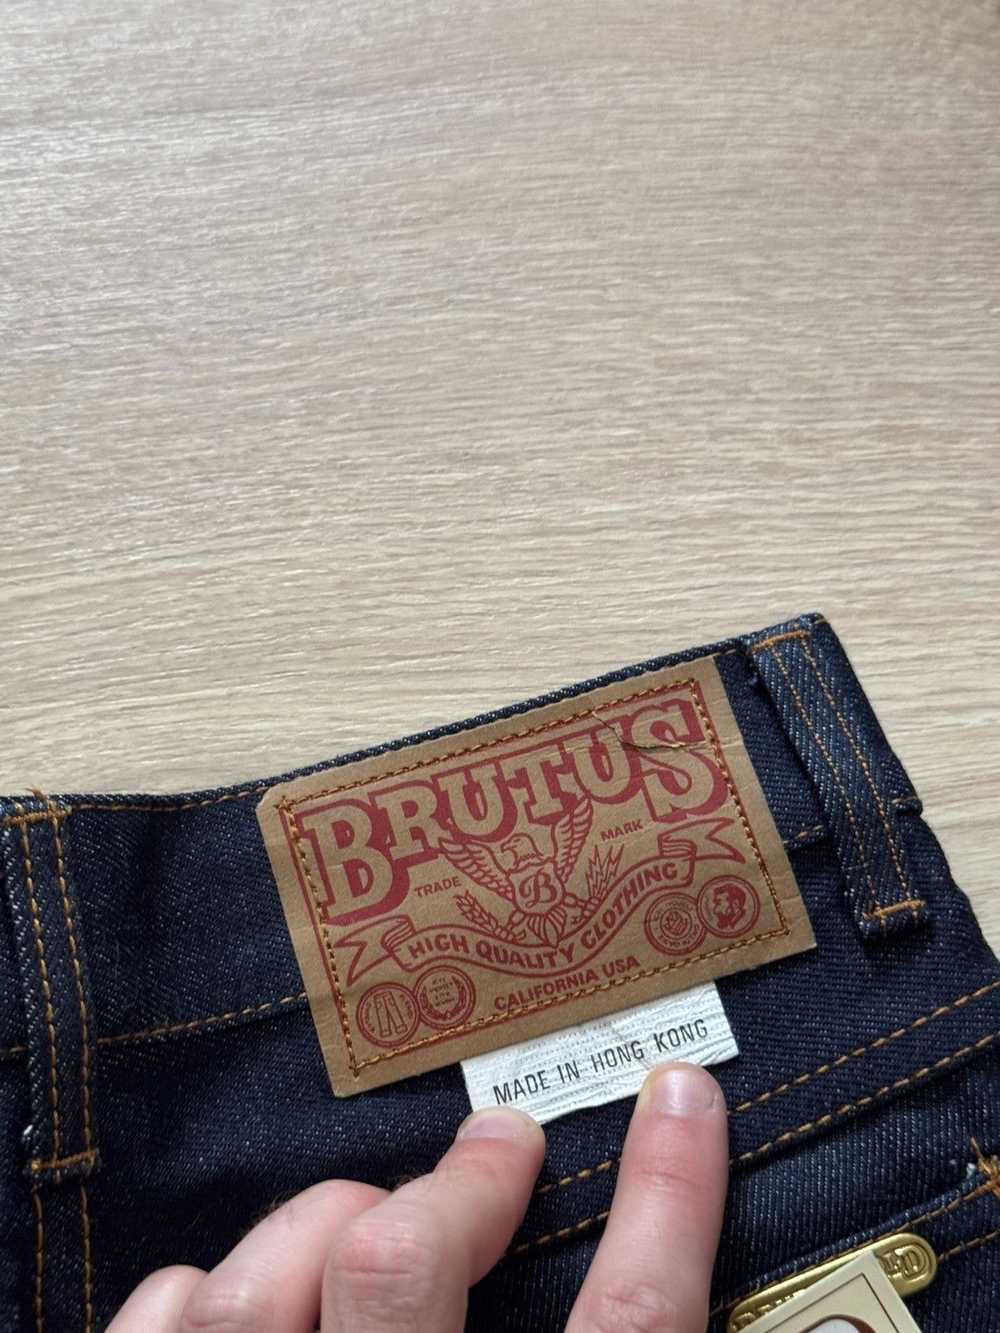 BRUTUS
TRADE MARK
B
HIGH QUALITY CLOTHING
CALIFORNIA USA
MADE IN HONG KONG